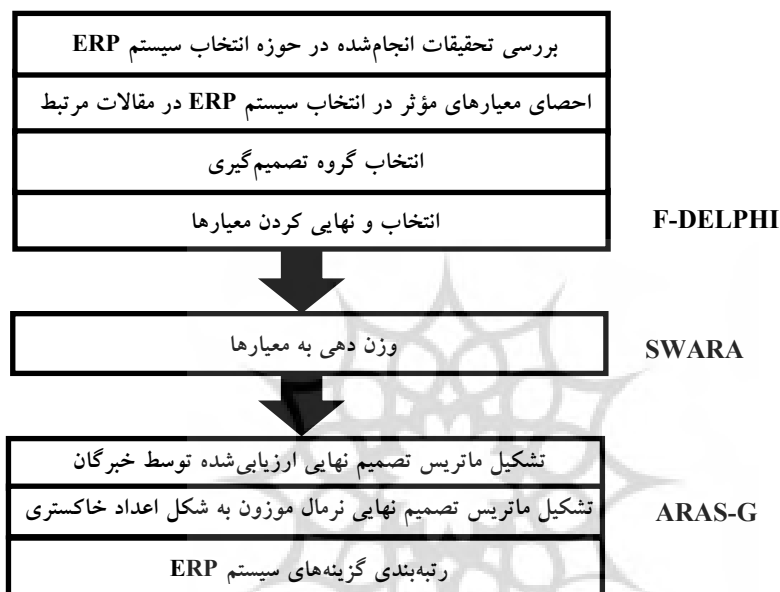 بررسی تحقیقات انجام‌شده در حوزه انتخاب سیستم ERP
احصای معیارهای مؤثر در انتخاب سیستم ERP در مقالات مرتبط
انتخاب گروه تصمیم‌گیری
انتخاب و نهایی کردن معیارها
F-DELPHI
وزن دهی به معیارها
SWARA
تشکیل ماتریس تصمیم نهایی ارزیابی‌شده توسط خبرگان
تشکیل ماتریس تصمیم نهایی نرمال موزون به شکل اعداد خاکستری
ARAS-G
رتبه‌بندی گزینه‌های سیستم ERP